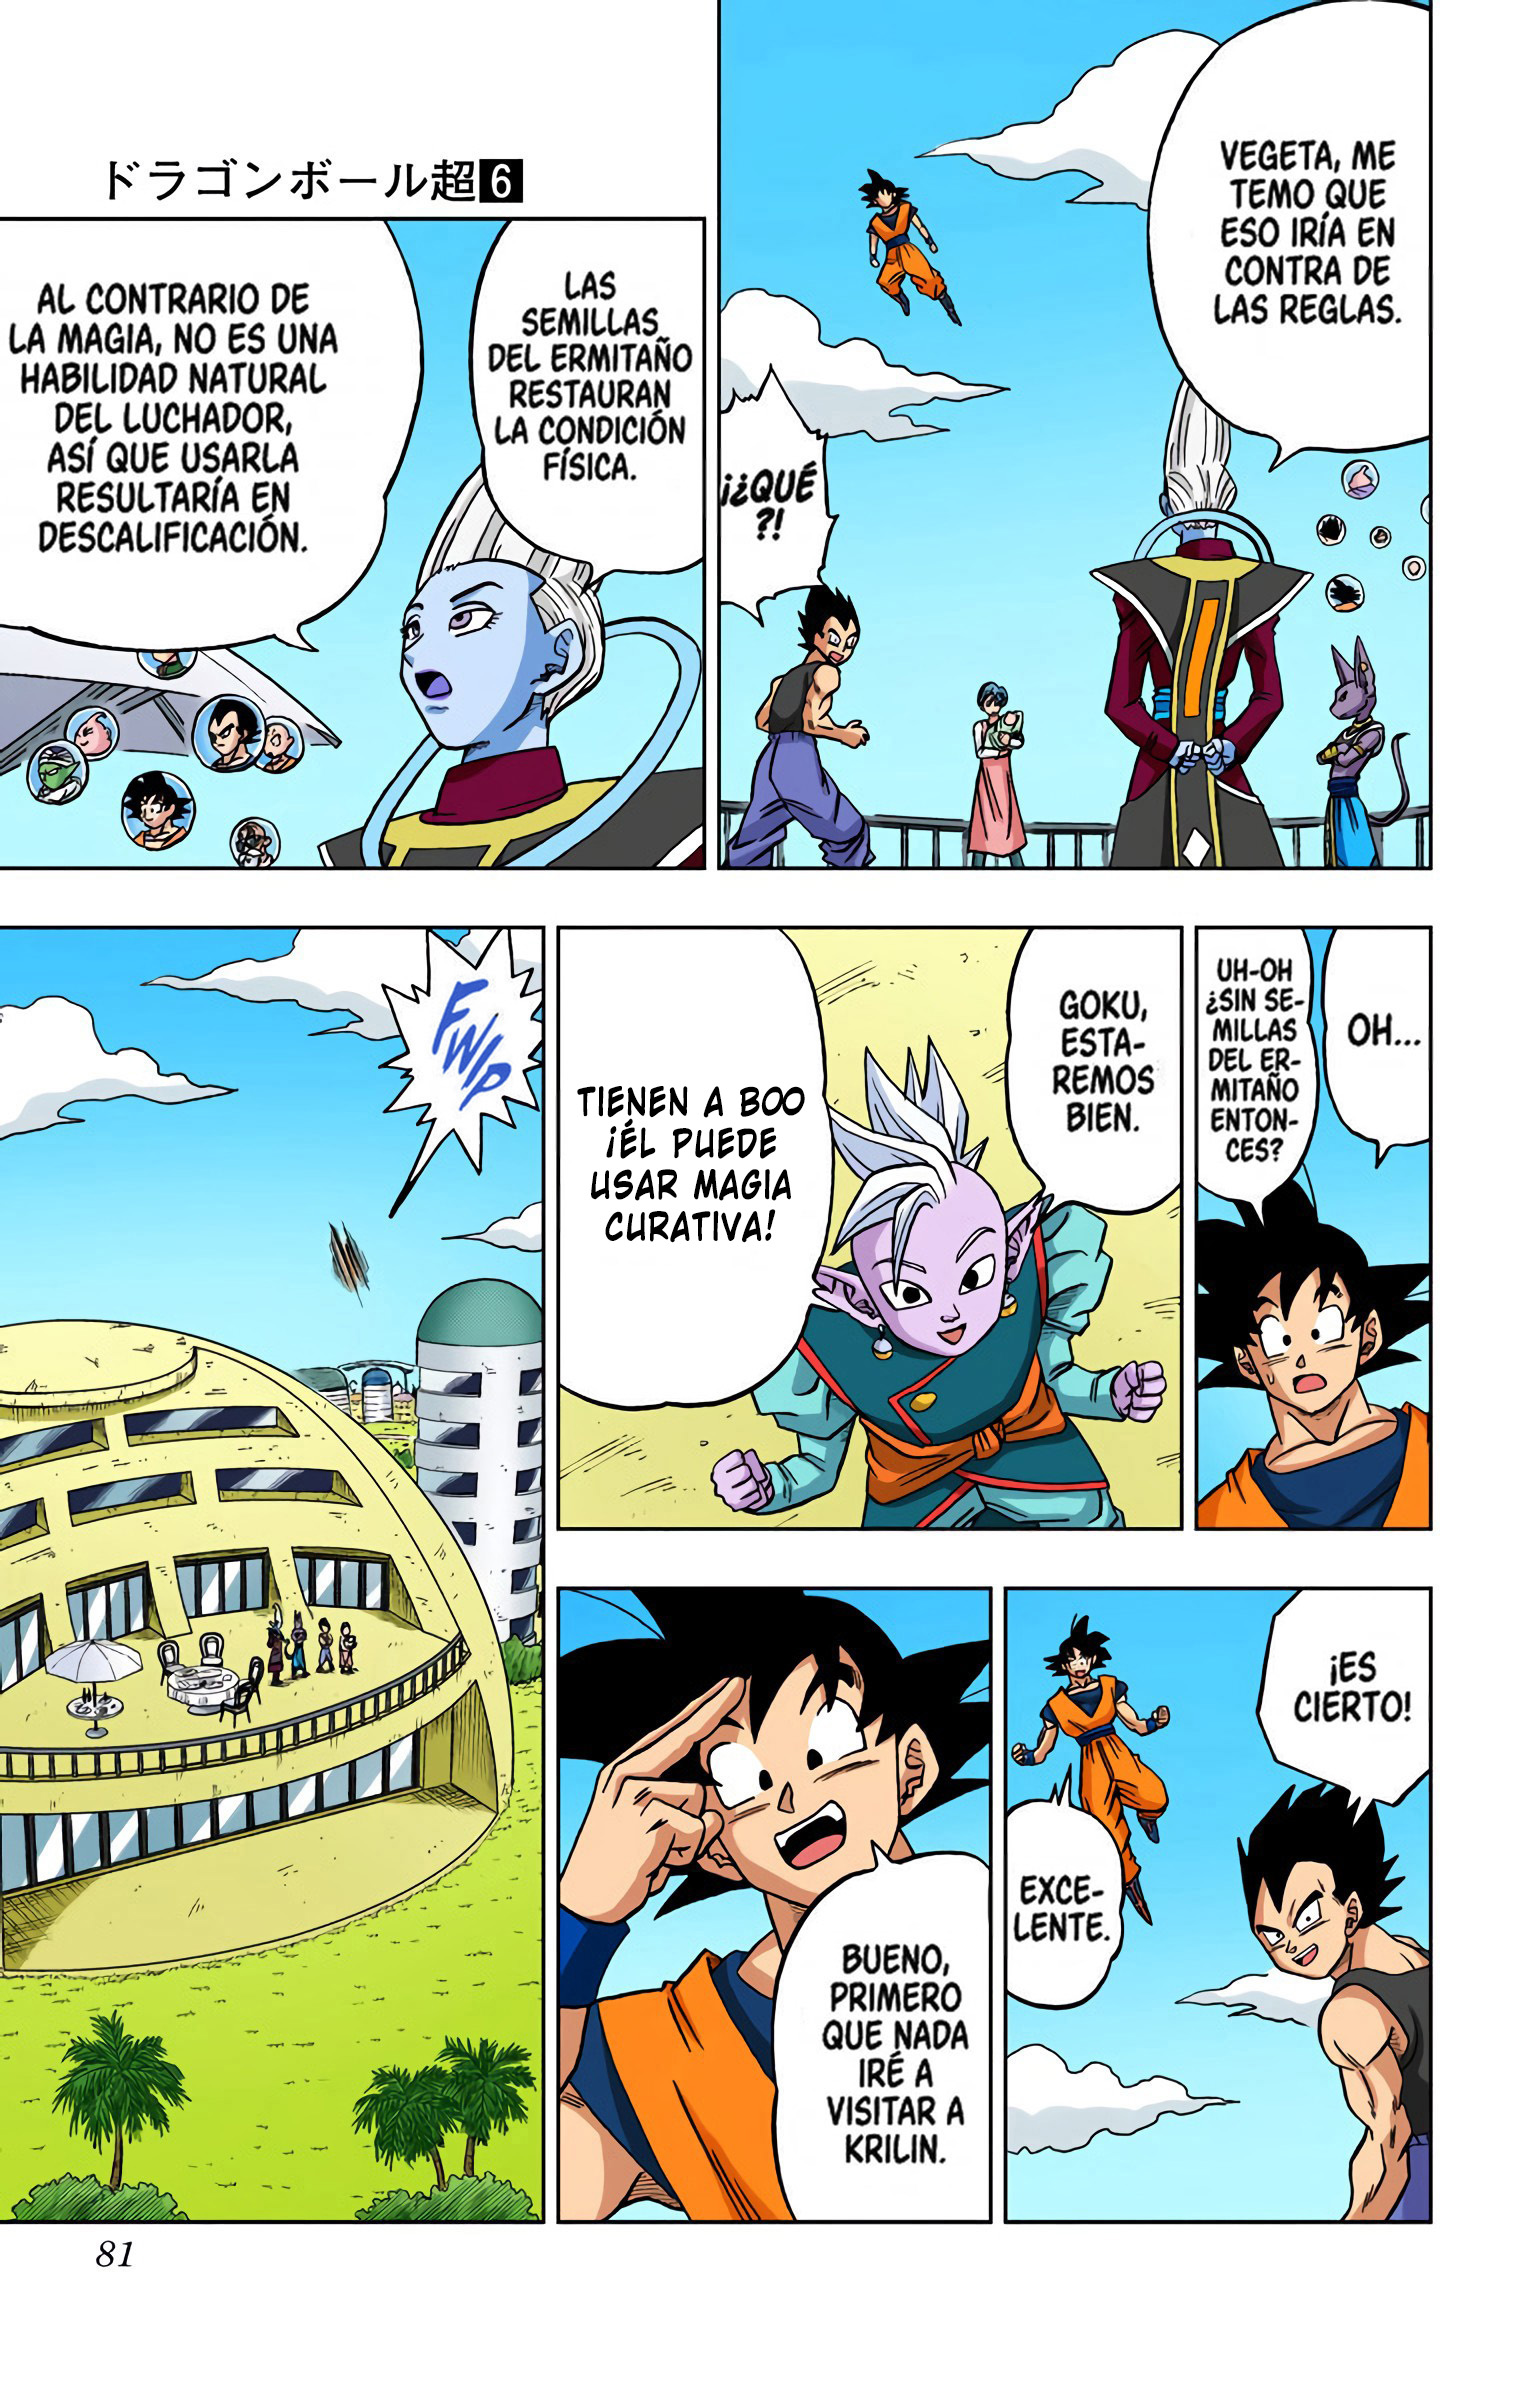 ドラゴンボール超6
VEGETA, ME
TEMO QUE
ESO IRÍA EN
CONTRA DE
LAS REGLAS.
¡¿QUÉ
?!
LAS
SEMILLAS
DEL ERMITAÑO
RESTAURAN
LA CONDICIÓN
FÍSICA.
AL CONTRARIO DE
LA MAGIA, NO ES UNA
HABILIDAD NATURAL
DEL LUCHADOR,
ASÍ QUE USARLA
RESULTARÍA EN
DESCALIFICACIÓN.
OH...
UH-OH
¿SIN SE-
MILLAS
DEL ER-
MITAÑO
ENTON-
CES?
GOKU,
ESTA-
REMOS
BIEN.
TIENEN A BOO
¡ÉL PUEDE
USAR MAGIA
CURATIVA!
¡ES
CIERTO!
EXCE-
LENTE.
BUENO,
PRIMERO
QUE NADA
IRÉ A
VISITAR A
KRILIN.
FWIP
81